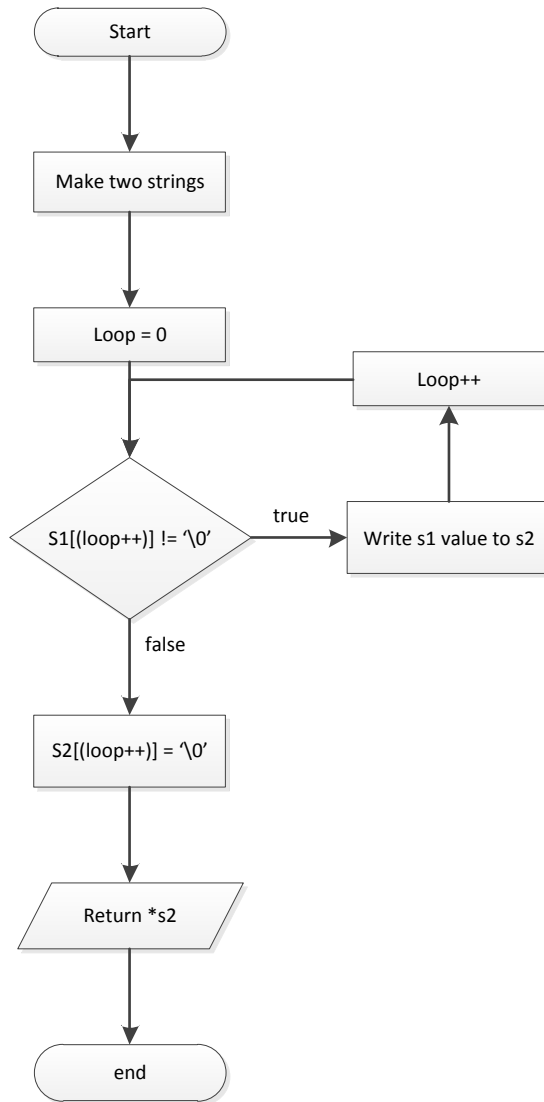 Start
Make two strings
Loop = 0
Loop++
S1[(loop++)] != ‘\0’
true
Write s1 value to s2
false
S2[(loop++)] = ‘\0’
Return *s2
end